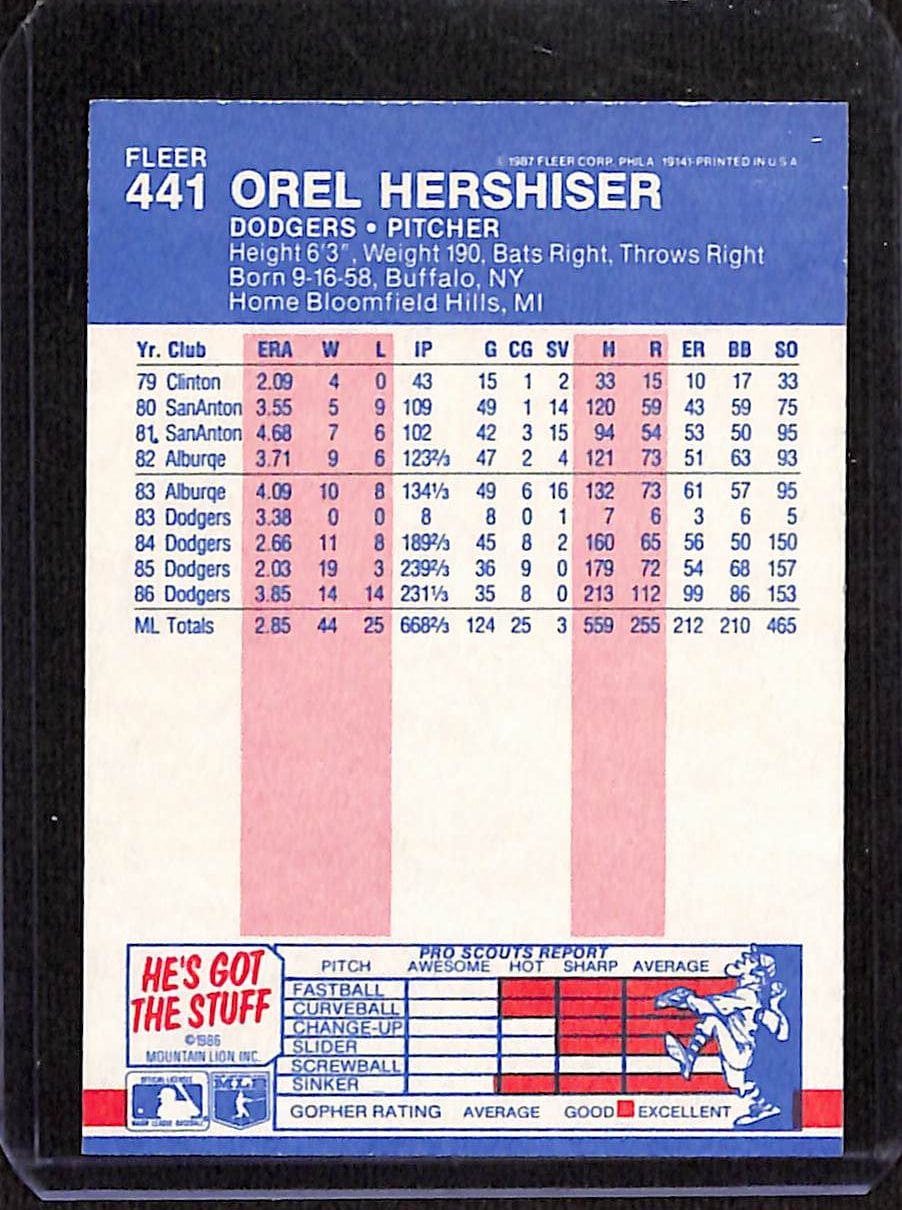 FLEER
© 1987 FLEER CORP. PHILA 19141-PRINTED IN U S A
441 OREL HERSHISER
DODGERS • PITCHER
Height 6'3", Weight 190, Bats Right, Throws Right
Born 9-16-58, Buffalo, NY
Home Bloomfield Hills, MI
Yr. Club ERA W L IP G CG SV H R ER BB SO
79 Clinton 2.09 4 0 43 15 1 2 33 15 10 17 33
80 SanAnton 3.55 5 9 109 49 1 14 120 59 43 59 75
81 SanAnton 4.68 7 6 102 42 3 15 94 54 53 50 95
82 Alburqe 3.71 9 6 123⅔ 47 2 4 121 73 51 63 93
83 Alburqe 4.09 10 8 134⅓ 49 6 16 132 73 61 57 95
83 Dodgers 3.38 0 0 8 8 0 1 7 6 3 6 5
84 Dodgers 2.66 11 8 189⅔ 45 8 2 160 65 56 50 150
85 Dodgers 2.03 19 3 239⅔ 36 9 0 179 72 54 68 157
86 Dodgers 3.85 14 14 231⅓ 35 8 0 213 112 99 86 153
ML Totals 2.85 44 25 668⅔ 124 25 3 559 255 212 210 465
HE'S GOT
THE STUFF
©1986
MOUNTAIN LION, INC.
PRO SCOUTS REPORT
PITCH AWESOME HOT SHARP AVERAGE
FASTBALL
CURVEBALL
CHANGE-UP
SLIDER
SCREWBALL
SINKER
GOPHER RATING AVERAGE GOOD EXCELLENT
OFFICIAL LICENSEE
MAJOR LEAGUE BASEBALL